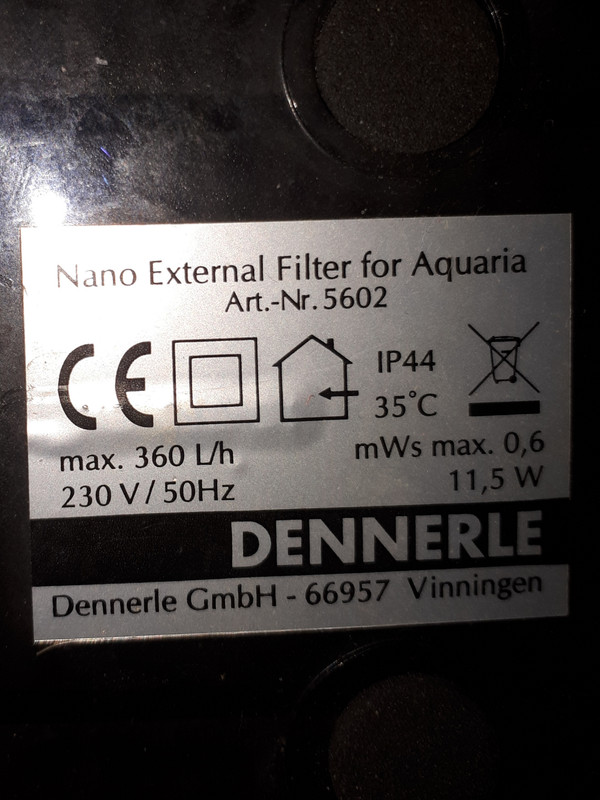 Nano External Filter for Aquaria
Art.-Nr. 5602
CE
IP44
35°C
max. 360 L/h
mWs max. 0,6
230 V / 50Hz
11,5 W
DENNERLE
Dennerle GmbH - 66957 Vinningen